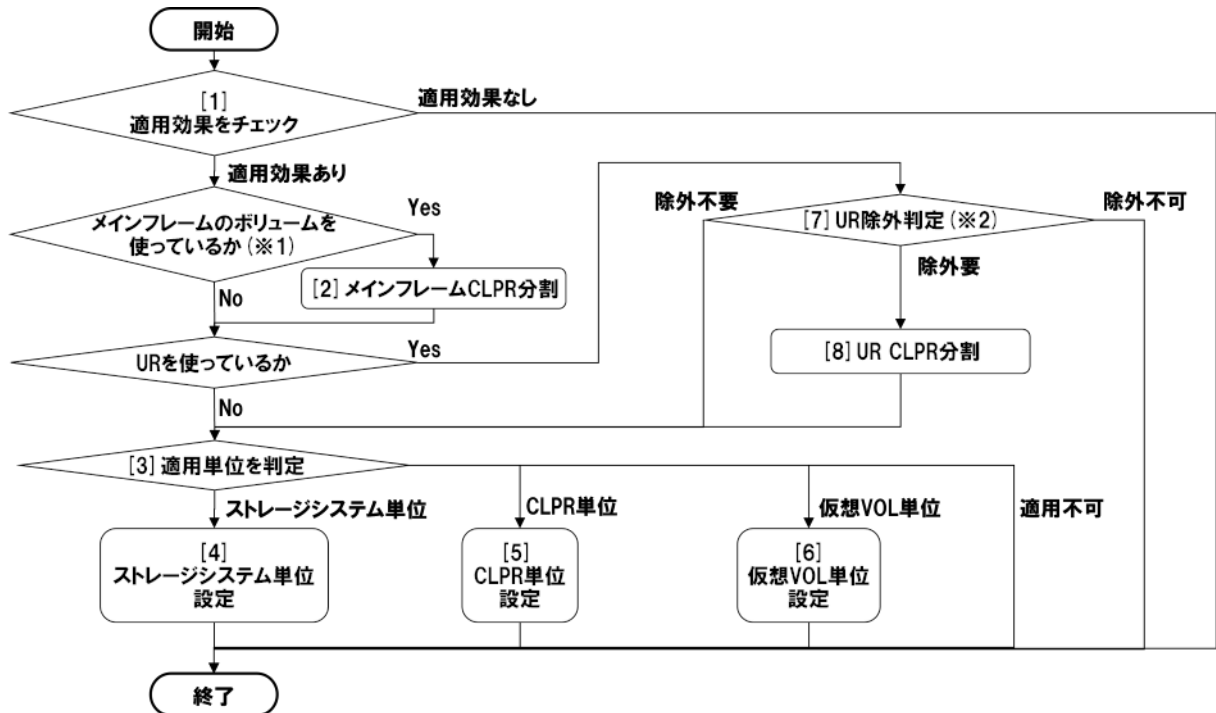 開始
[1]
適用効果をチェック
適用効果なし
適用効果あり
メインフレームのボリュームを
使っているか(※1)
Yes
[2]メインフレームCLPR分割
No
URを使っているか
Yes
No
除外不要
[7]UR除外判定(※2)
除外不可
除外要
[8]UR CLPR分割
[3]適用単位を判定
ストレージシステム単位
CLPR単位
仮想VOL単位
適用不可
[4]
ストレージシステム単位
設定
[5]
CLPR単位
設定
[6]
仮想VOL単位
設定
終了